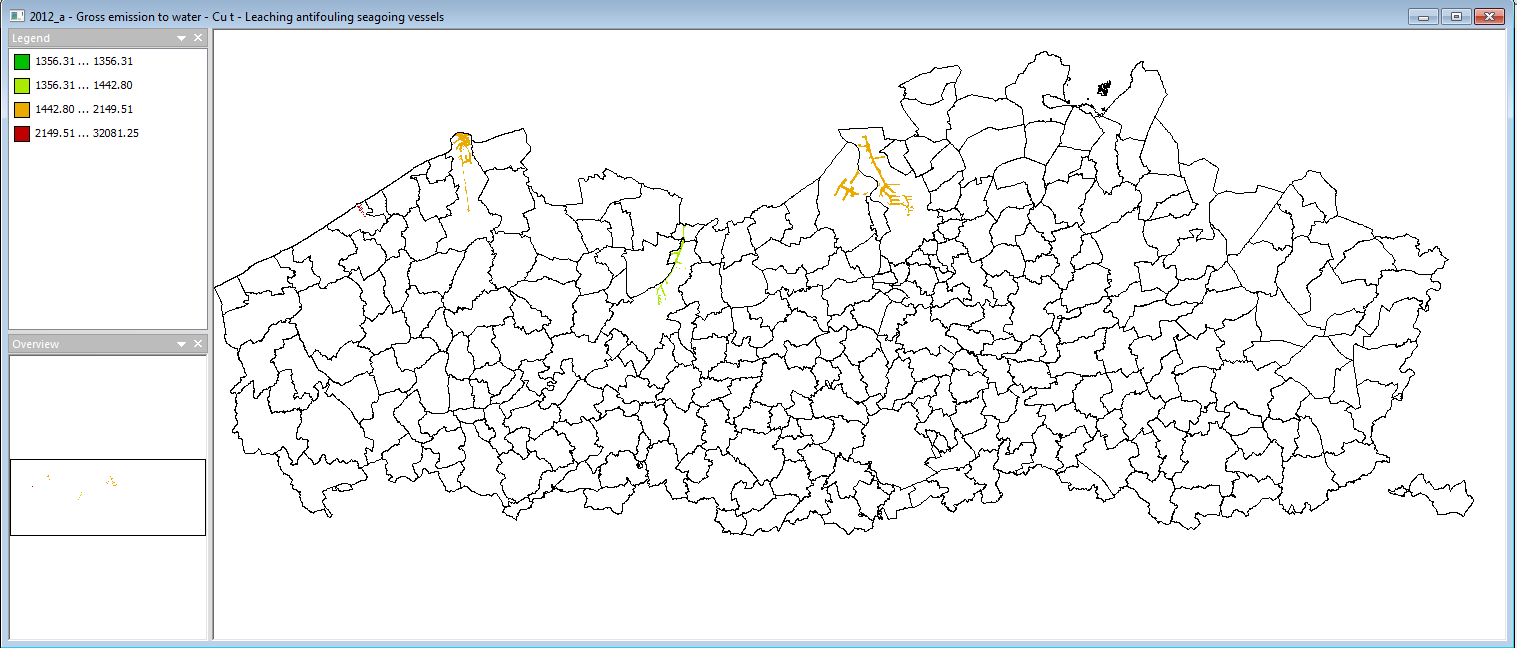 2012_a - Gross emission to water - Cu t - Leaching antifouling seagoing vessels
Legend
1356.31 ... 1356.31
1356.31 ... 1442.80
1442.80 ... 2149.51
2149.51 ... 32081.25
Overview